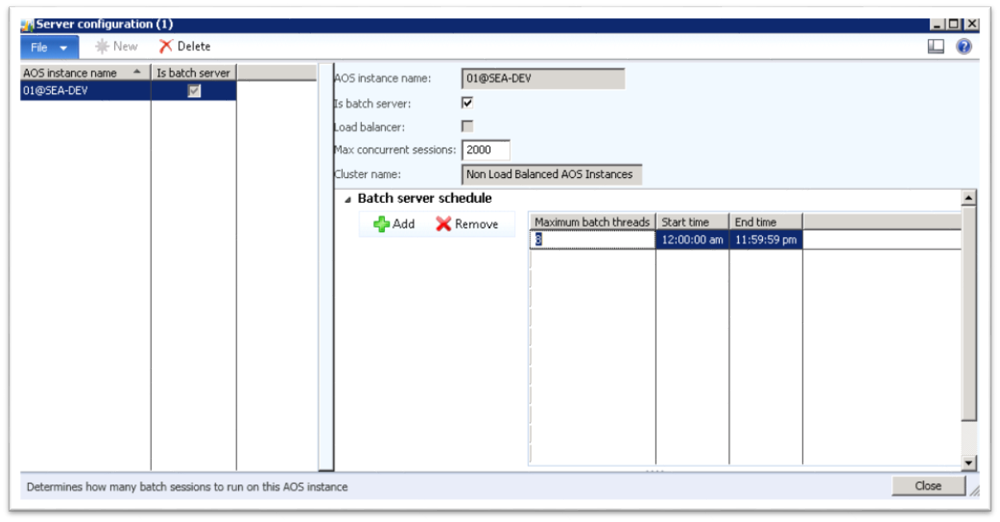 Server configuration (1)
File New Delete
AOS instance name Is batch server
01@SEA-DEV
AOS instance name: 01@SEA-DEV
Is batch server:
Load balancer:
Max concurrent sessions: 2000
Cluster name: Non Load Balanced AOS Instances
Batch server schedule
Add Remove
Maximum batch threads Start time End time
8 12:00:00 am 11:59:59 pm
Determines how many batch sessions to run on this AOS instance
Close